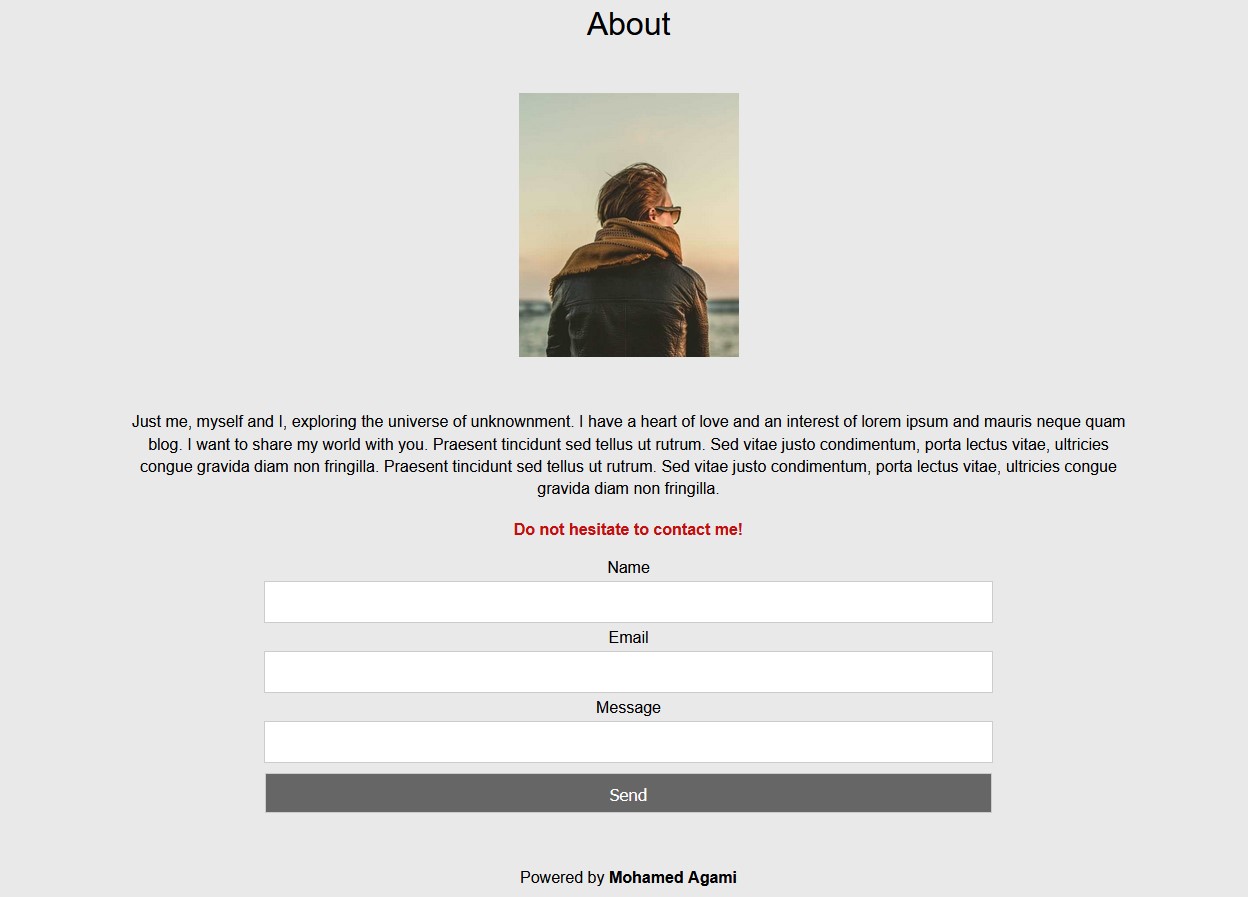 About
Just me, myself and I, exploring the universe of unknownment. I have a heart of love and an interest of lorem ipsum and mauris neque quam
blog. I want to share my world with you. Praesent tincidunt sed tellus ut rutrum. Sed vitae justo condimentum, porta lectus vitae, ultricies
congue gravida diam non fringilla. Praesent tincidunt sed tellus ut rutrum. Sed vitae justo condimentum, porta lectus vitae, ultricies congue
gravida diam non fringilla.
Do not hesitate to contact me!
Name
Email
Message
Send
Powered by Mohamed Agami